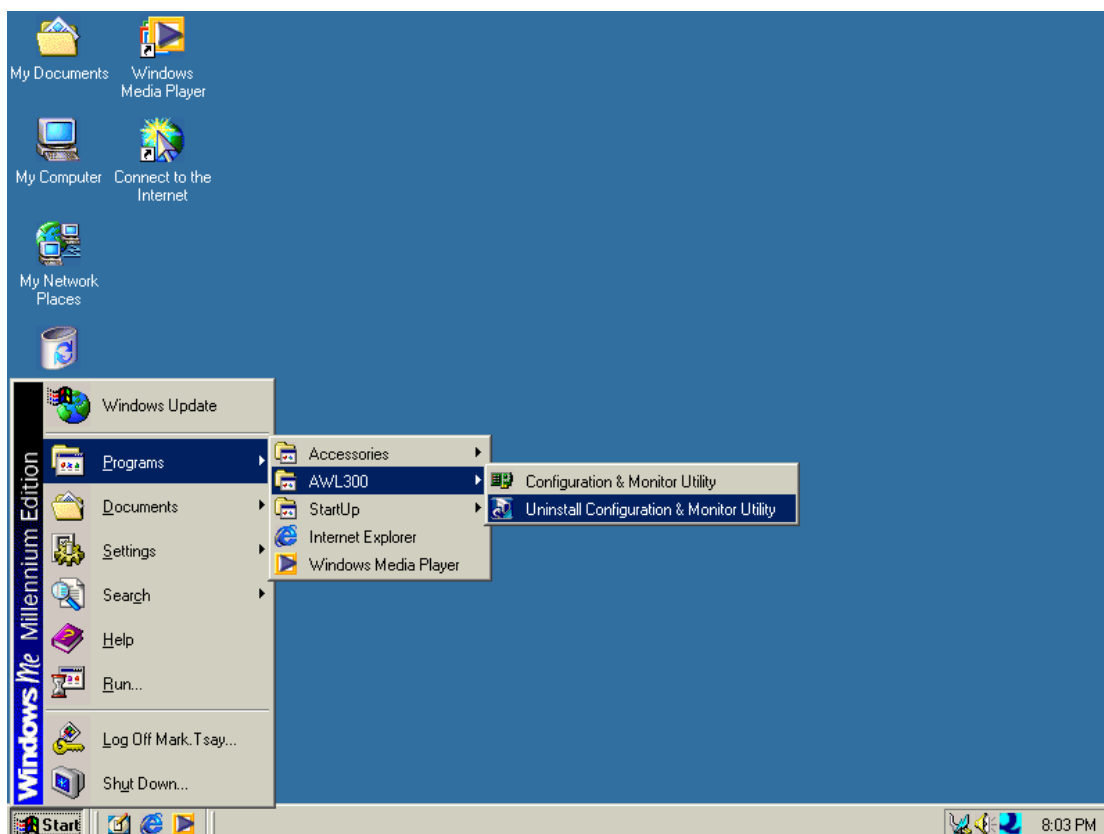 My Documents
Windows
Media Player
My Computer
Connect to the
Internet
My Network
Places
Windows Me Millennium Edition
Windows Update
Programs
Documents
Settings
Search
Help
Run...
Log Off Mark.Tsay...
Shut Down...
Accessories
AWL300
StartUp
Internet Explorer
Windows Media Player
Configuration & Monitor Utility
Uninstall Configuration & Monitor Utility
Start
8:03 PM